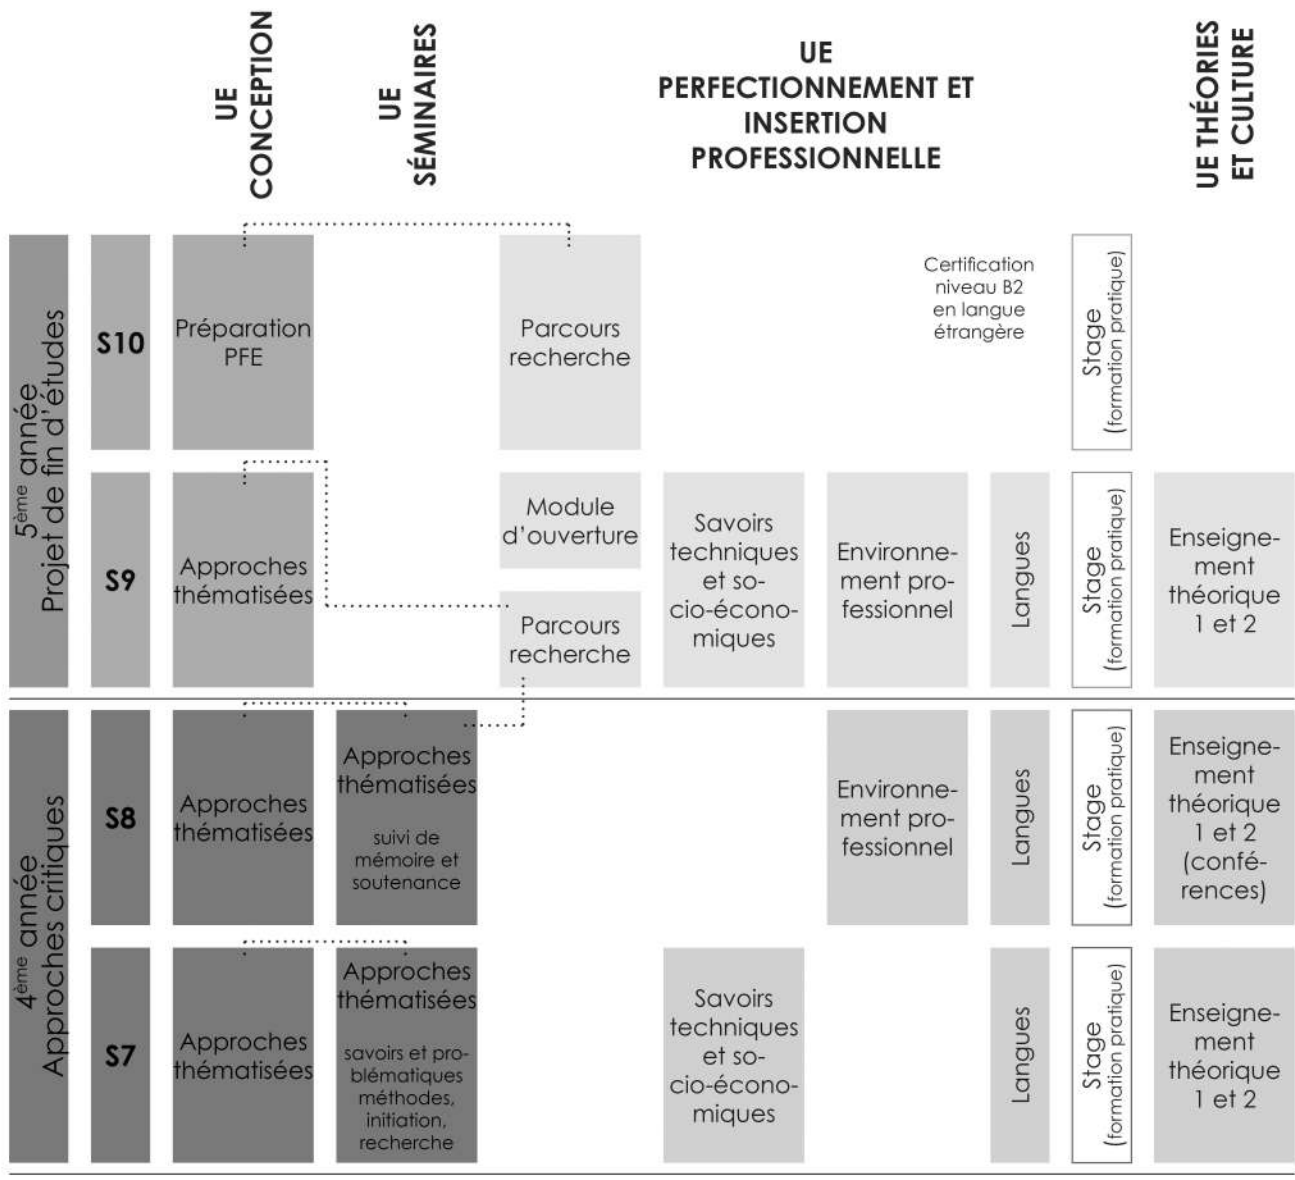 UE
CONCEPTION
UE
SÉMINAIRES
UE
PERFECTIONNEMENT ET
INSERTION
PROFESSIONNELLE
UE THÉORIES
ET CULTURE
5ème année
Projet de fin d'études
S10
Préparation
PFE
Parcours
recherche
Certification
niveau B2
en langue
étrangère
Stage
(formation pratique)
S9
Approches
thématisées
Module
d'ouverture
Parcours
recherche
Savoirs
techniques
et so-
cio-écono-
miques
Environne-
ment pro-
fessionnel
Langues
Stage
(formation pratique)
Enseigne-
ment
théorique
1 et 2
4ème année
Approches critiques
S8
Approches
thématisées
Approches
thématisées
suivi de
mémoire et
soutenance
Environne-
ment pro-
fessionnel
Langues
Stage
(formation pratique)
Enseigne-
ment
théorique
1 et 2
(confé-
rences)
S7
Approches
thématisées
Approches
thématisées
savoirs et pro-
blématiques
méthodes,
initiation,
recherche
Savoirs
techniques
et so-
cio-écono-
miques
Langues
Stage
(formation pratique)
Enseigne-
ment
théorique
1 et 2